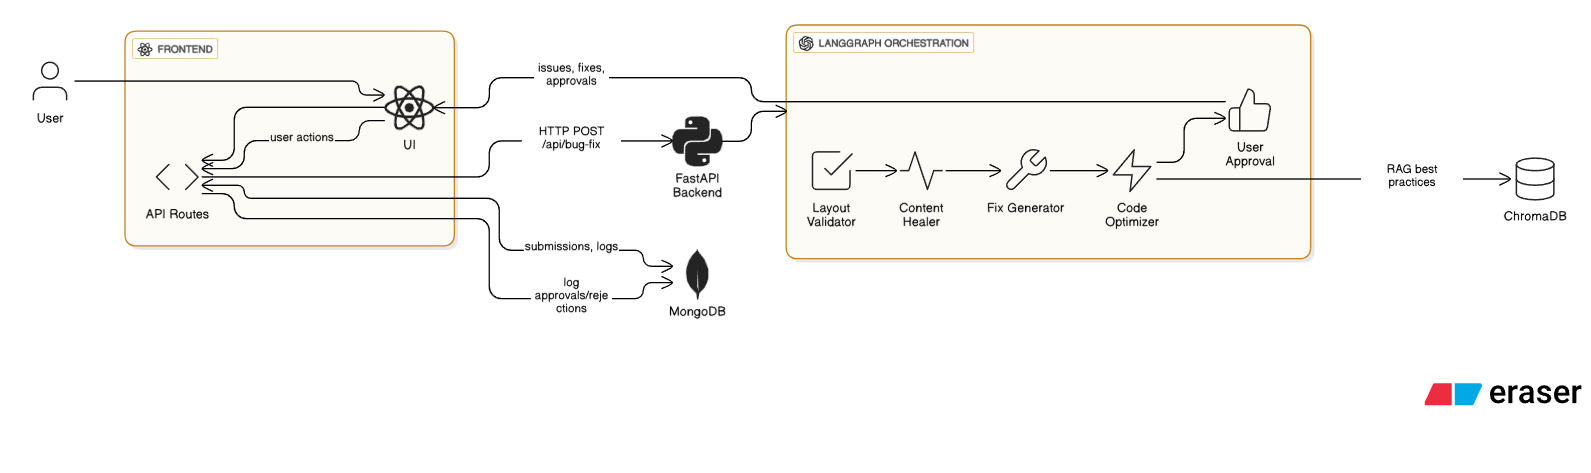 FRONTEND
User
UI
user actions
API Routes
issues, fixes,
approvals
HTTP POST
/api/bug-fix
FastAPI
Backend
submissions, logs
log
approvals/reje
ctions
MongoDB
LANGGRAPH ORCHESTRATION
Layout
Validator
Content
Healer
Fix Generator
Code
Optimizer
User
Approval
RAG best
practices
ChromaDB
eraser